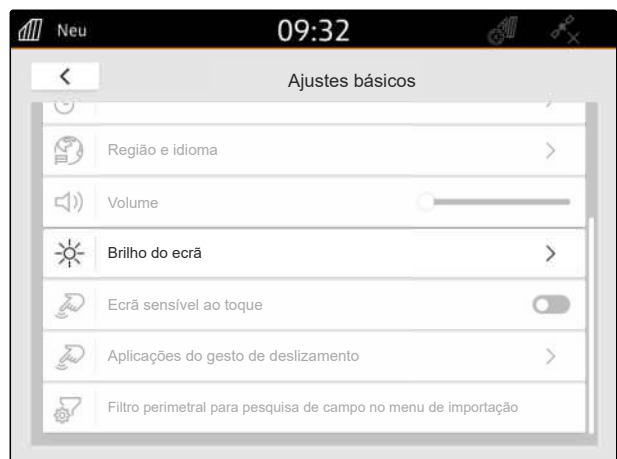 Neu
09:32
Ajustes básicos
Região e idioma
Volume
Brilho do ecrã
Ecrã sensível ao toque
Aplicações do gesto de deslizamento
Filtro perimetral para pesquisa de campo no menu de importação